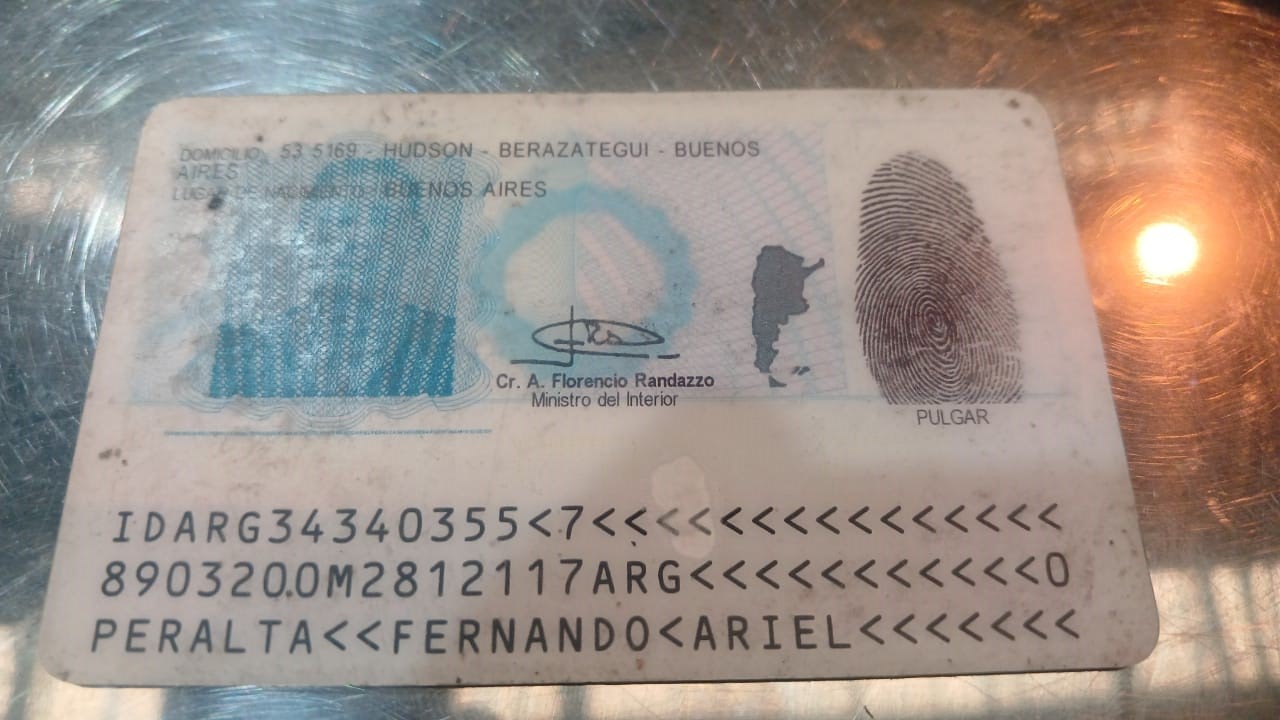 DOMICILIO: 53 5169 - HUDSON - BERAZATEGUI - BUENOS
AIRES
LUGAR DE NACIMIENTO: BUENOS AIRES
Cr. A. Florencio Randazzo
Ministro del Interior
PULGAR
IDARG34340355<7<<<<<<<<<<<<<<<
8903200M2812117ARG<<<<<<<<<<<0
PERALTA<<FERNANDO<ARIEL<<<<<<<